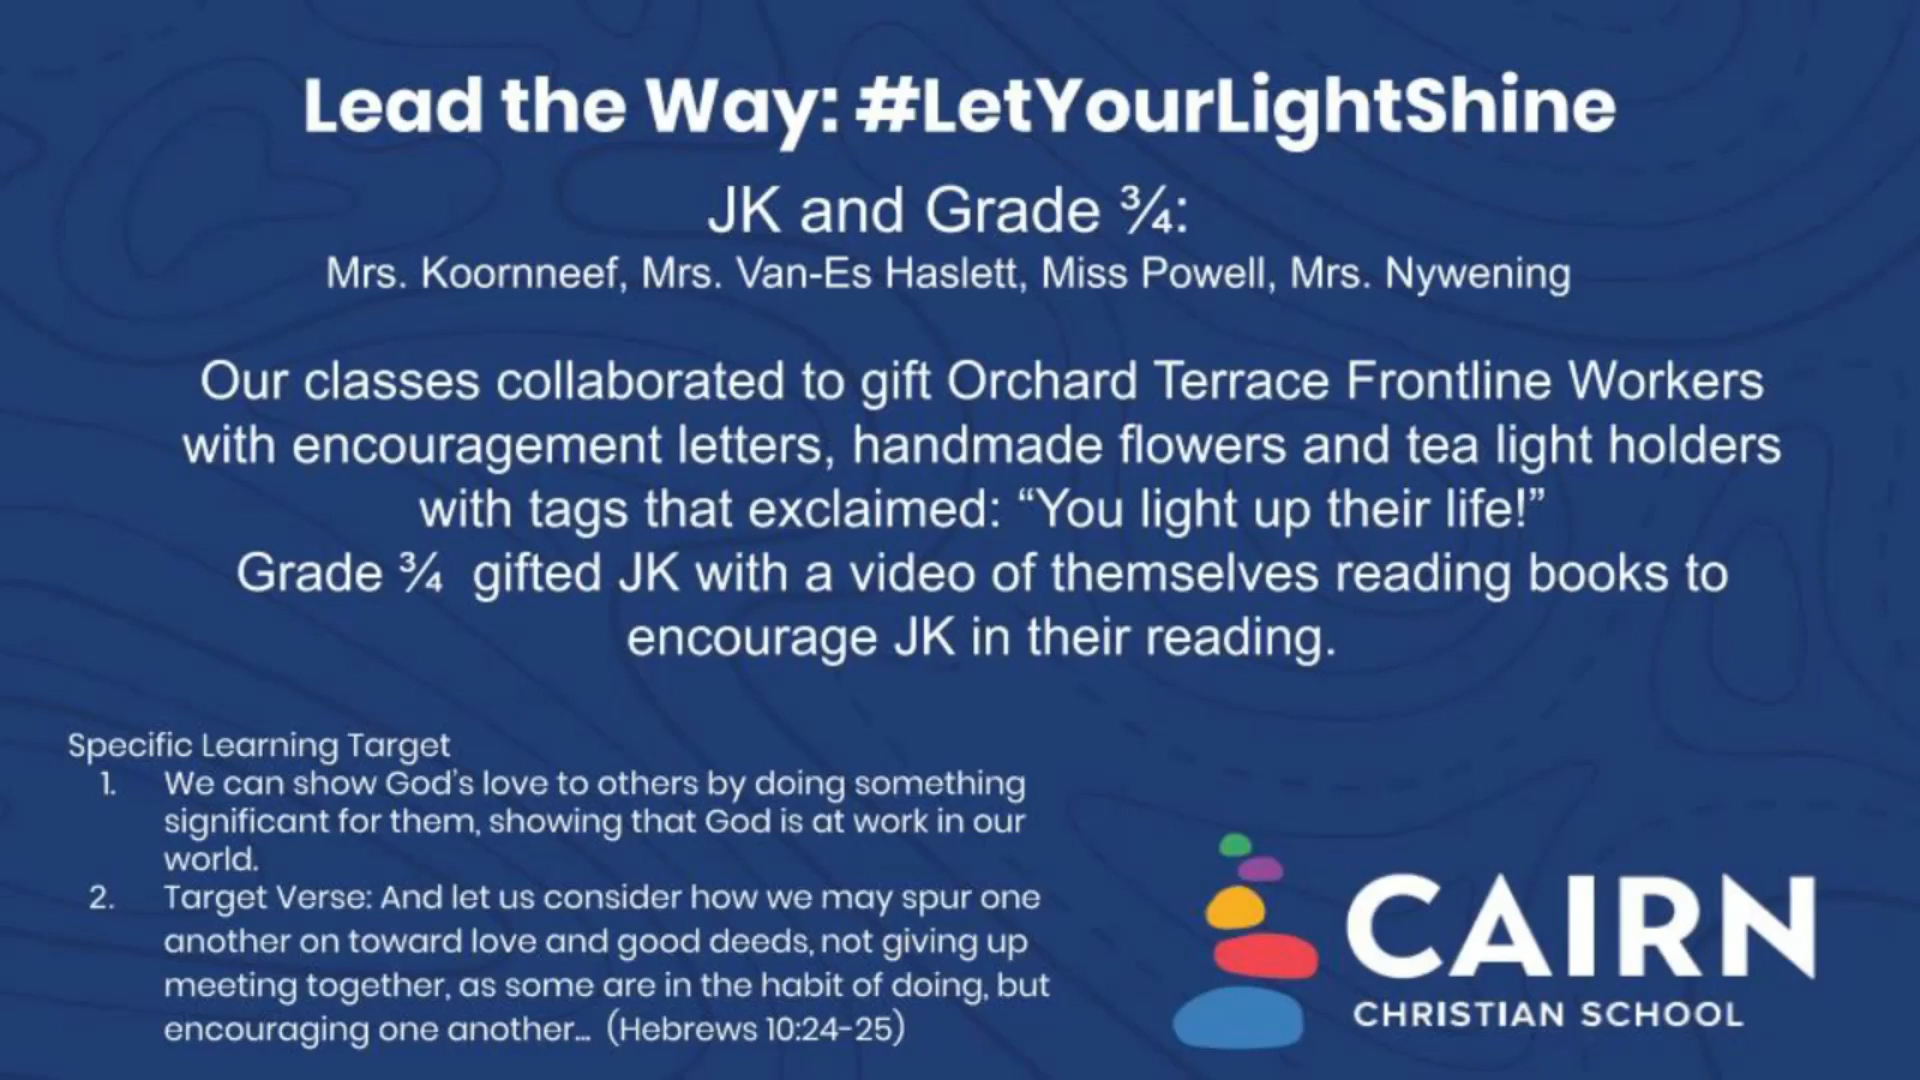 Lead the Way: #LetYourLightShine
JK and Grade ¾:
Mrs. Koornneef, Mrs. Van-Es Haslett, Miss Powell, Mrs. Nywening
Our classes collaborated to gift Orchard Terrace Frontline Workers
with encouragement letters, handmade flowers and tea light holders
with tags that exclaimed: “You light up their life!”
Grade ¾ gifted JK with a video of themselves reading books to
encourage JK in their reading.
Specific Learning Target
1. We can show God's love to others by doing something
significant for them, showing that God is at work in our
world.
2. Target Verse: And let us consider how we may spur one
another on toward love and good deeds, not giving up
meeting together, as some are in the habit of doing, but
encouraging one another… (Hebrews 10:24-25)
CAIRN
CHRISTIAN SCHOOL